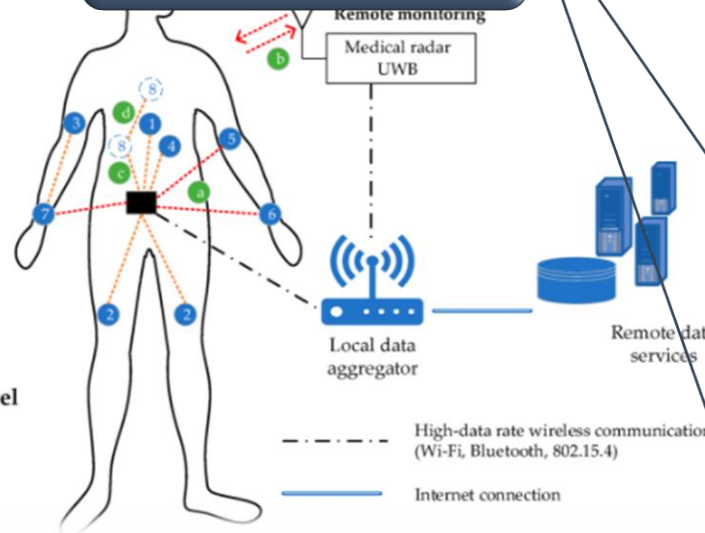 Remote monitoring
b
Medical radar
UWB
8
d
3
1
8
4
5
c
a
7
6
2
2
Local data
aggregator
Remote dat
services
el
High-data rate wireless communication
(Wi-Fi, Bluetooth, 802.15.4)
Internet connection